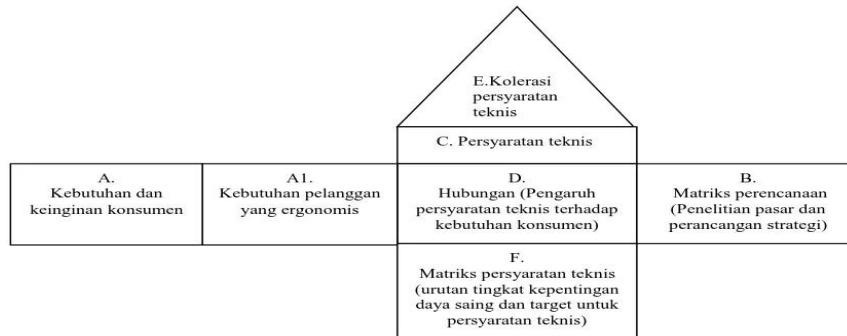 E.Kolerasi
persyaratan
teknis
C. Persyaratan teknis
A.
Kebutuhan dan
keinginan konsumen
A1.
Kebutuhan pelanggan
yang ergonomis
D.
Hubungan (Pengaruh
persyaratan teknis terhadap
kebutuhan konsumen)
B.
Matriks perencanaan
(Penelitian pasar dan
perancangan strategi)
F.
Matriks persyaratan teknis
(urutan tingkat kepentingan
daya saing dan target untuk
persyaratan teknis)